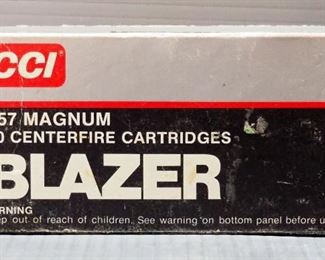 CCI
57 MAGNUM
0 CENTERFIRE CARTRIDGES
BLAZER
RNING
ep out of reach of children. See warning on bottom panel before u